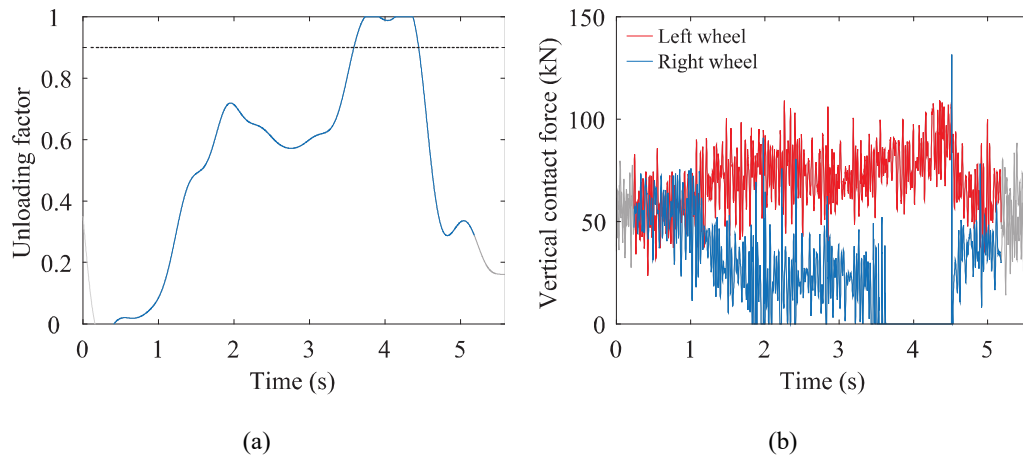 Unloading factor
1
0.8
0.6
0.4
0.2
0
0 1 2 3 4 5
Time (s)
(a)
Vertical contact force (kN)
150
100
50
0
Left wheel
Right wheel
0 1 2 3 4 5
Time (s)
(b)